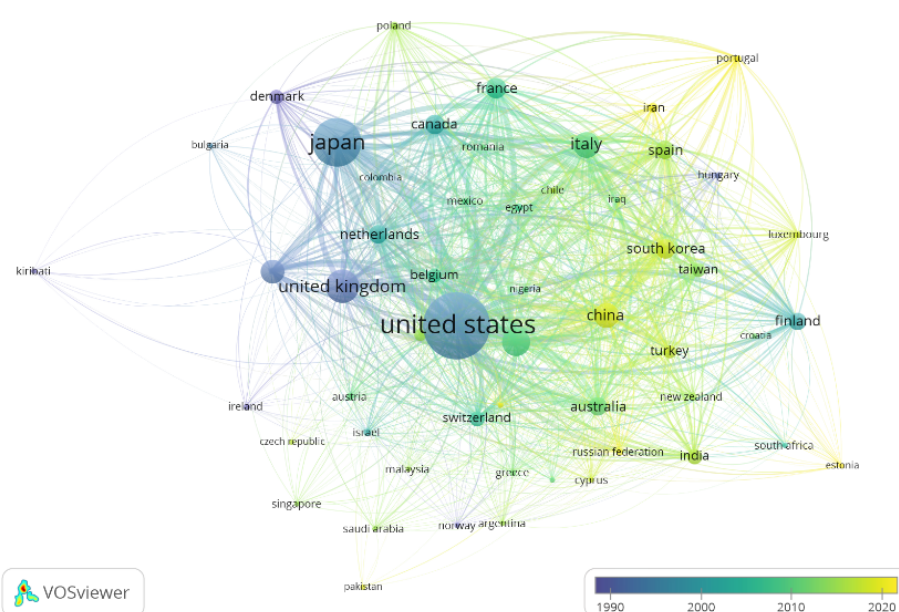 poland
portugal
france
denmark
iran
canada
japan
italy
bulgaria
romania
spain
colombia
hungary
chile
mexico
egypt
iraq
netherlands
luxembourg
south korea
kirihati
belgium
taiwan
united kingdom
nigeria
china
finland
united states
croatia
turkey
austria
new zealand
ireland
australia
switzerland
israel
czech republic
south africa
russian federation
india
malaysia
greece
estonia
cyprus
singapore
saudi arabia
norway
argentina
pakistan
VOSviewer
1990 2000 2010 2020